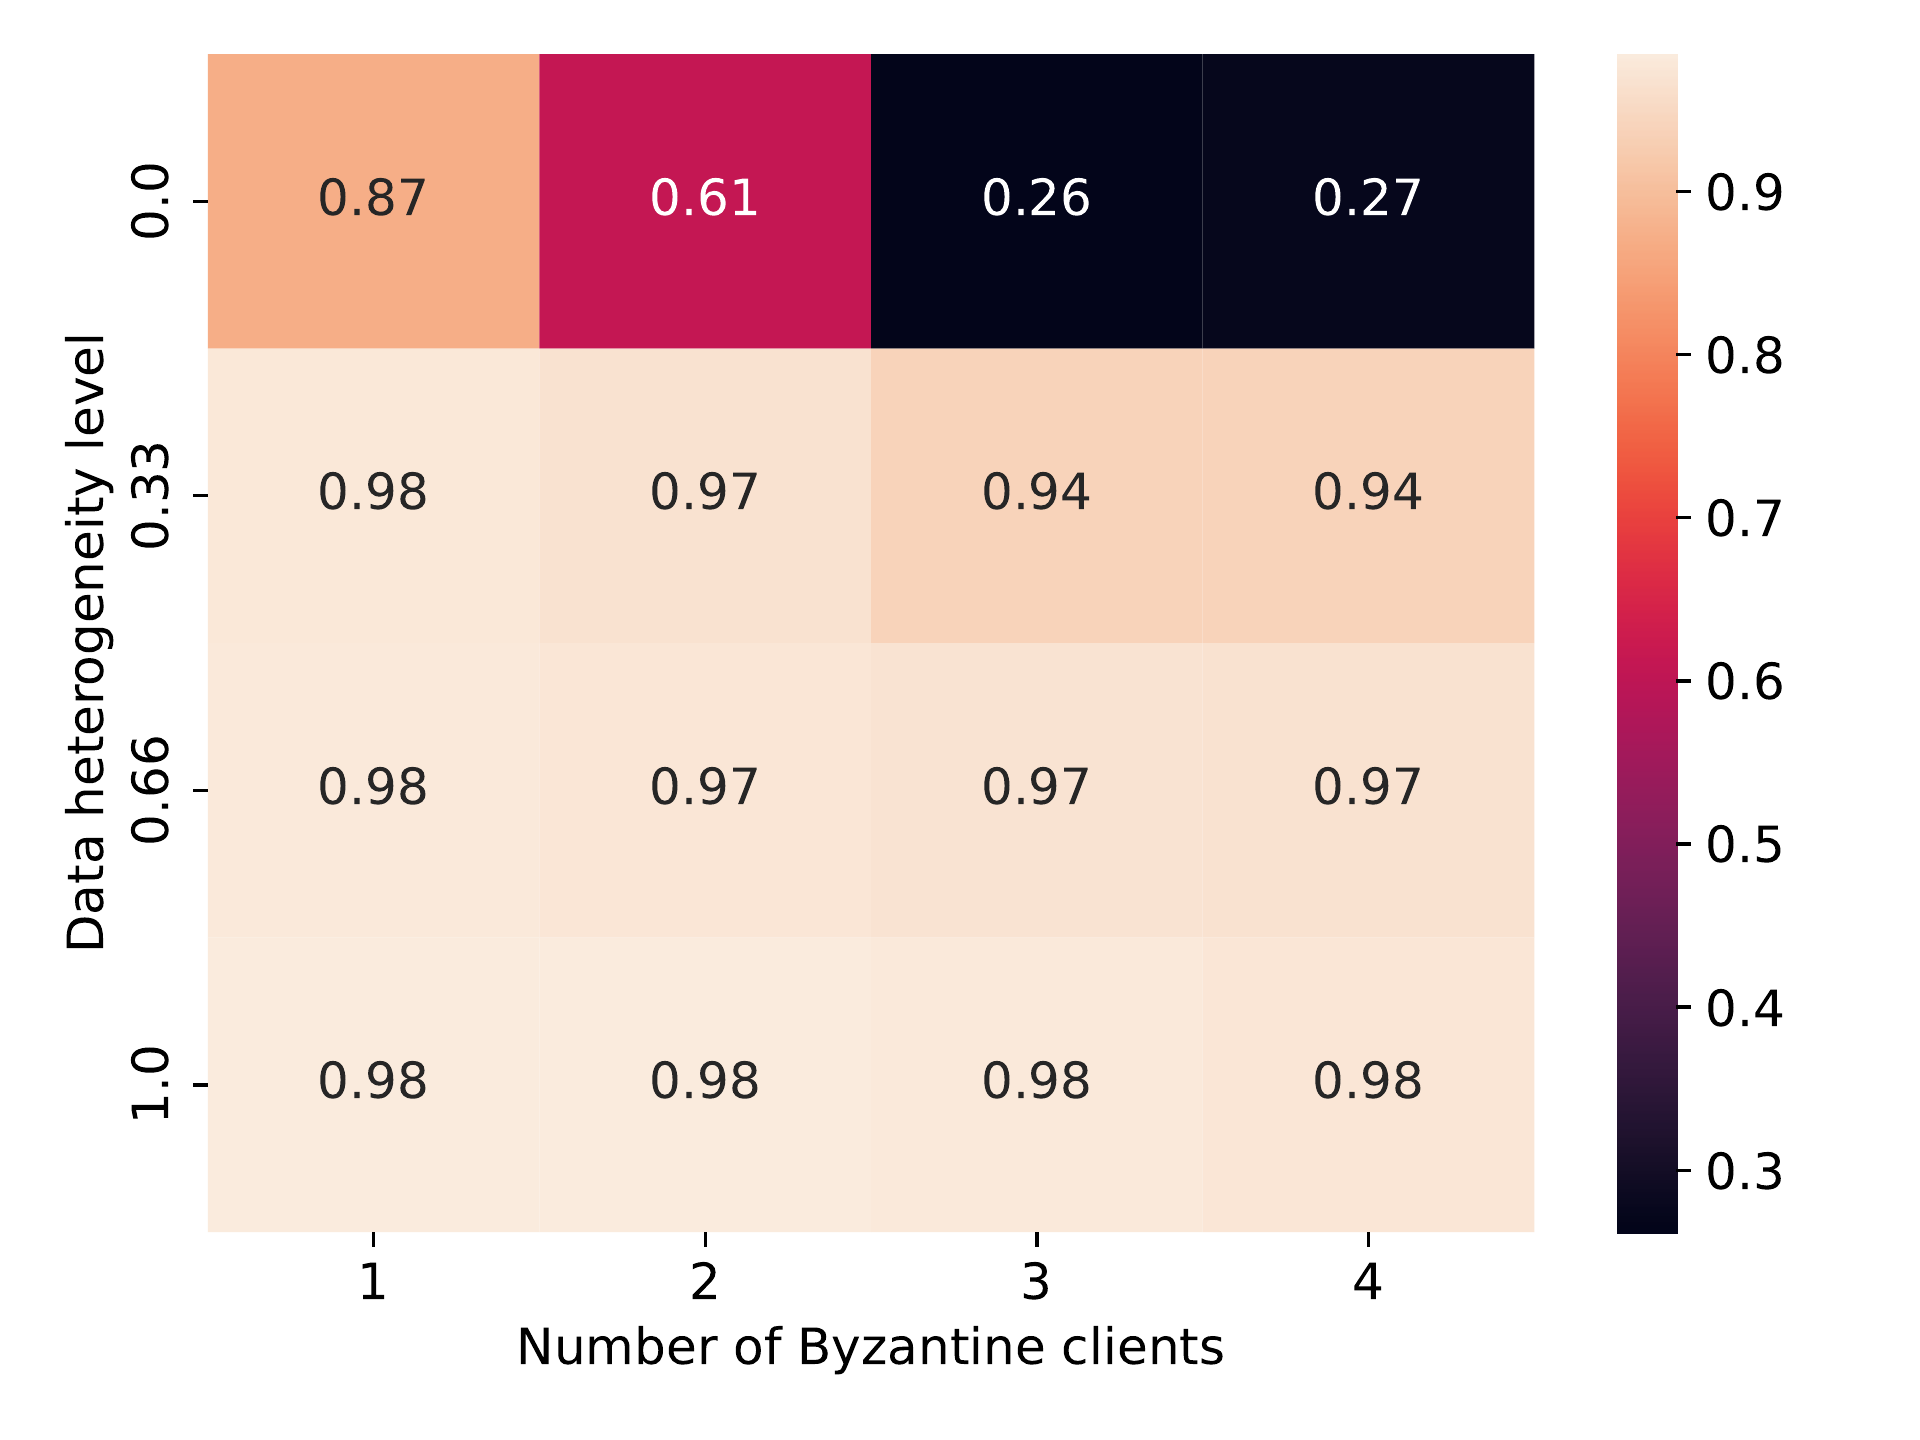 0.0 0.87 0.61 0.26 0.27
0.33 0.98 0.97 0.94 0.94
0.66 0.98 0.97 0.97 0.97
1.0 0.98 0.98 0.98 0.98
Data heterogeneity level
1 2 3 4
Number of Byzantine clients
0.9
0.8
0.7
0.6
0.5
0.4
0.3